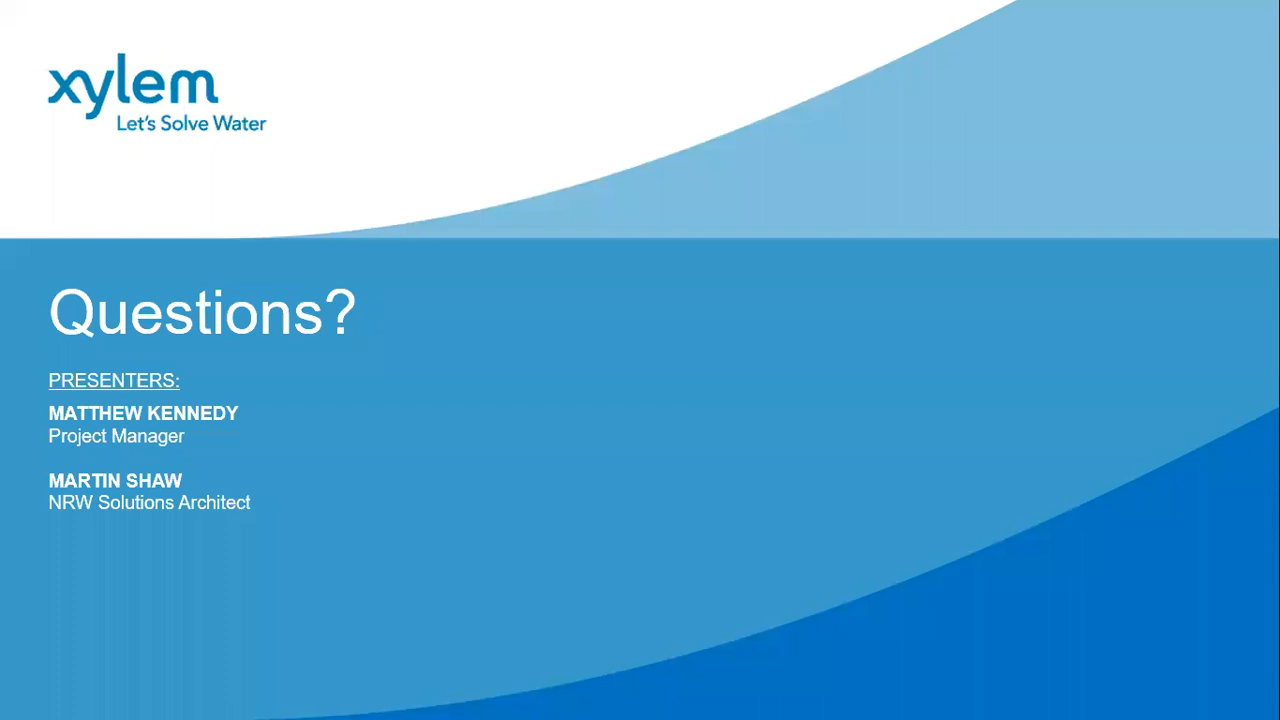 xylem
Let's Solve Water
Questions?
PRESENTERS:
MATTHEW KENNEDY
Project Manager
MARTIN SHAW
NRW Solutions Architect